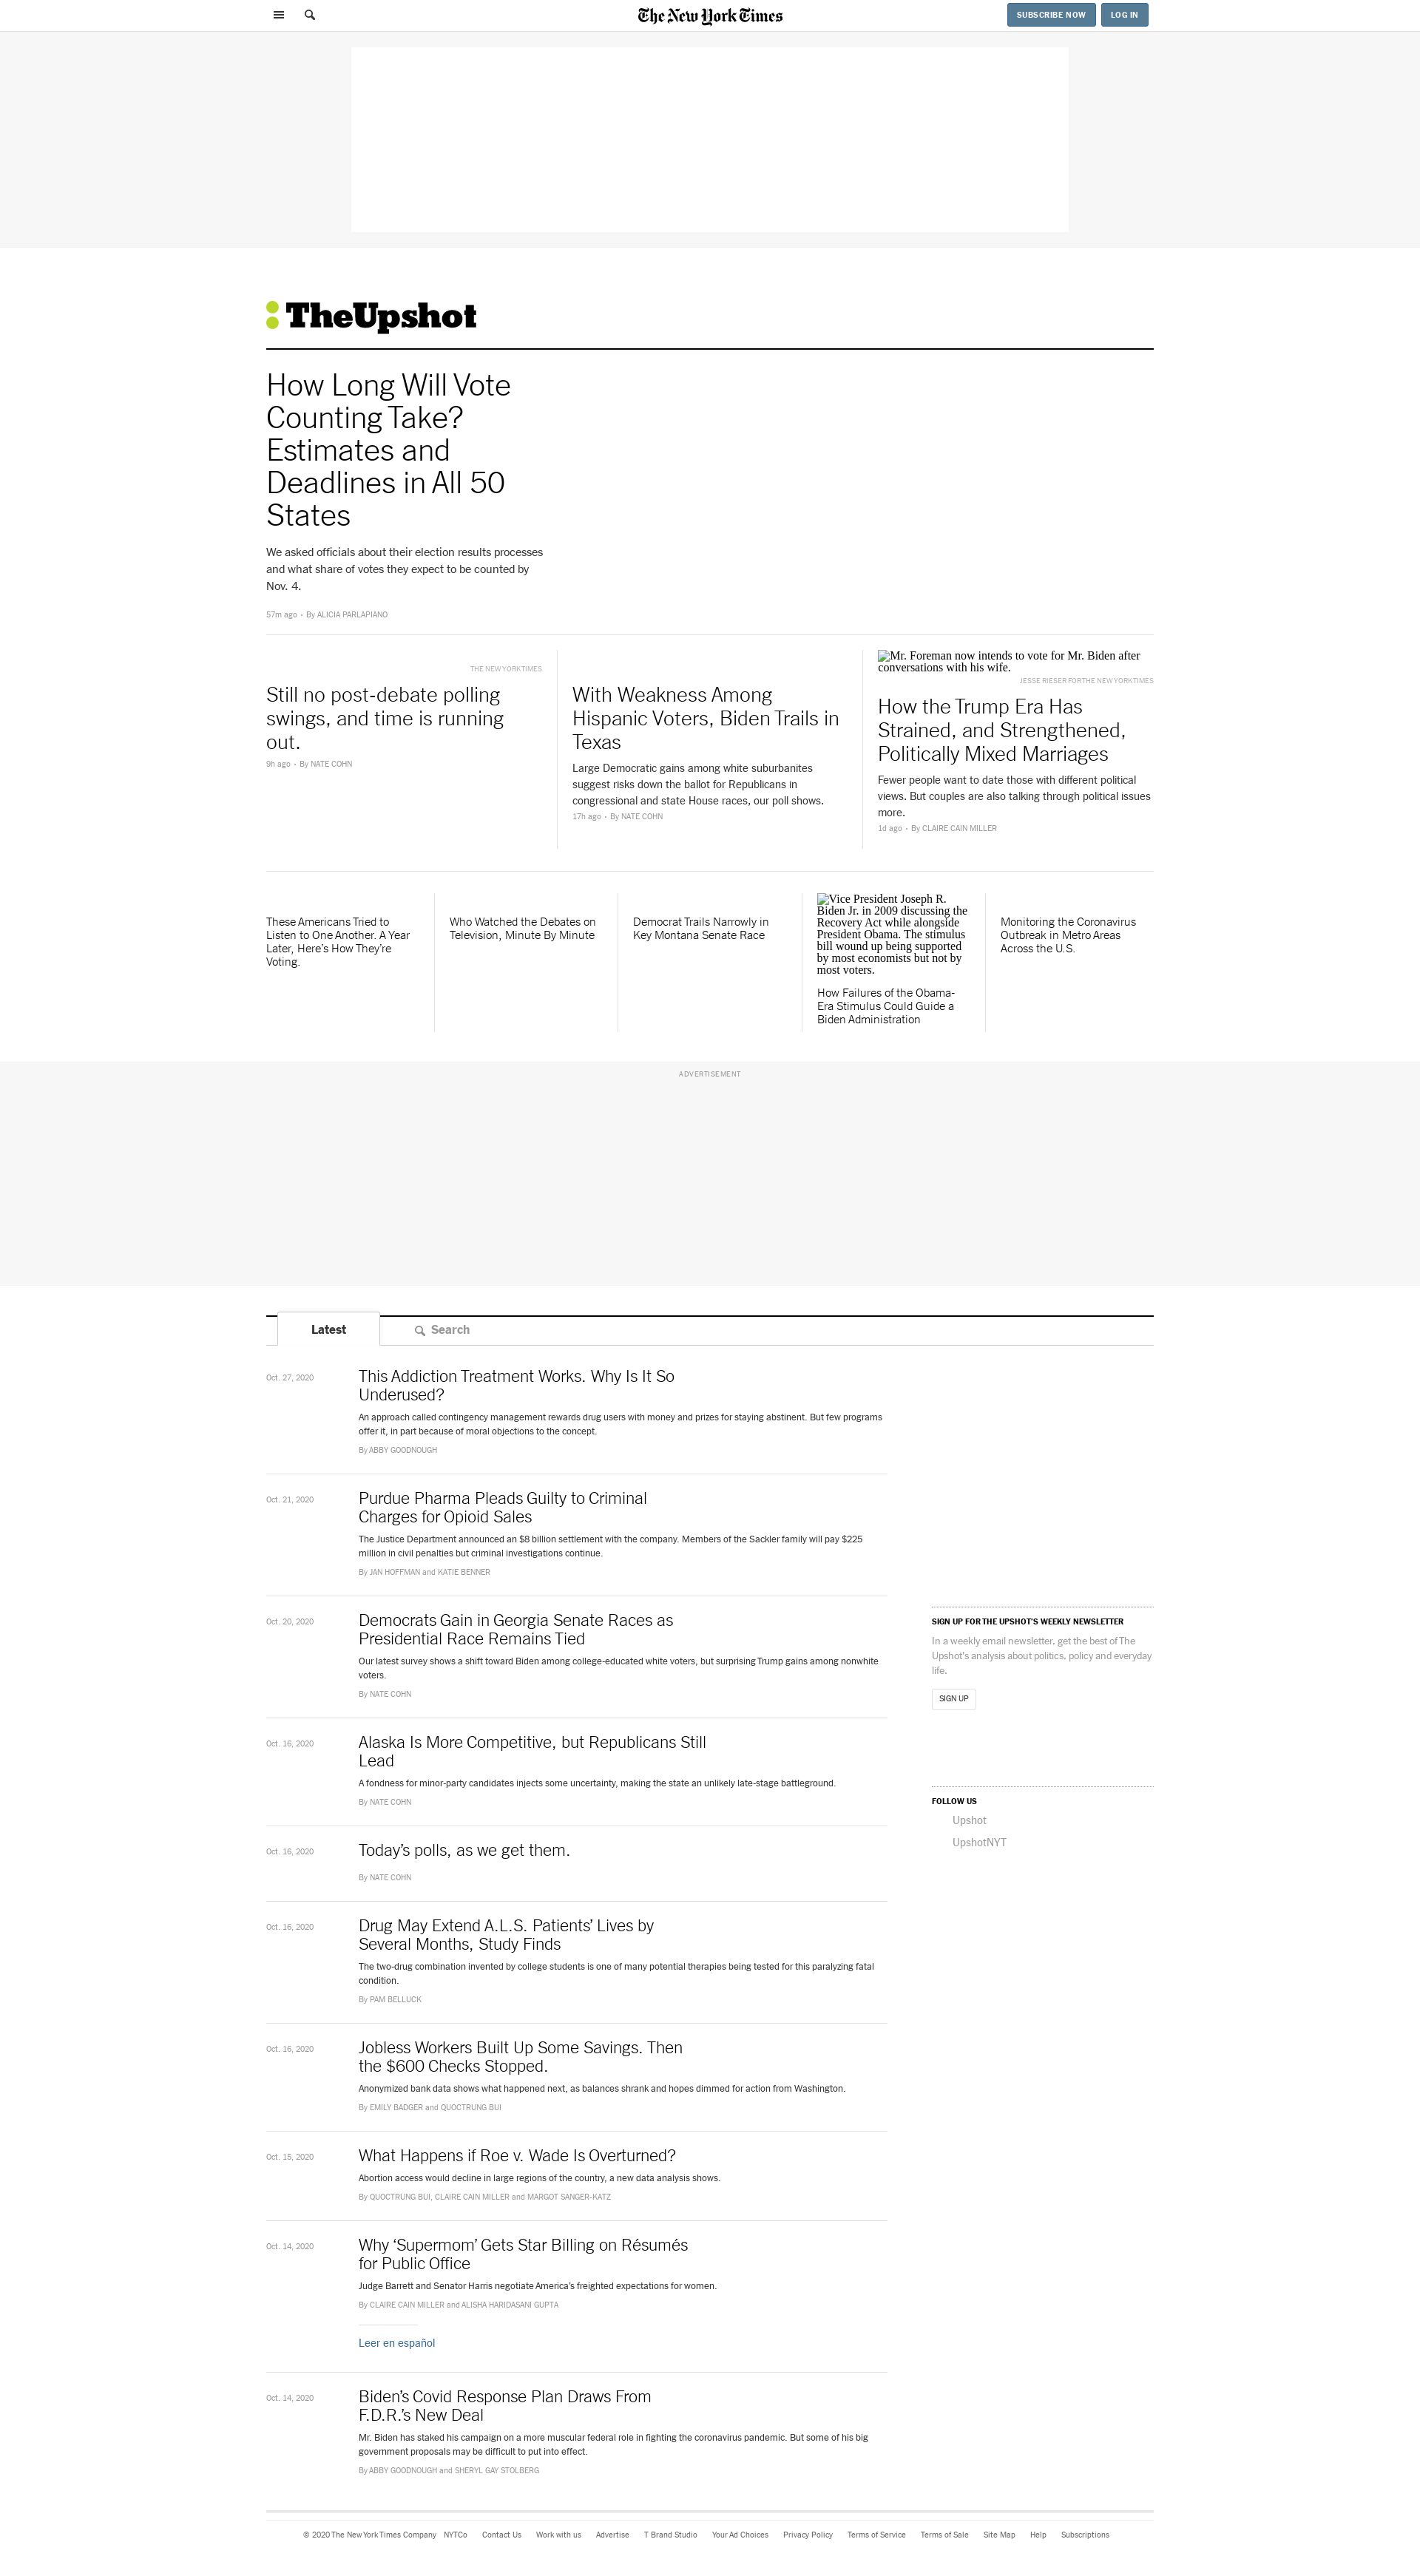 The New York Times
SUBSCRIBE NOW
LOG IN
TheUpshot
How Long Will Vote
Counting Take?
Estimates and
Deadlines in All 50
States
We asked officials about their election results processes
and what share of votes they expect to be counted by
Nov. 4.
57m ago • By ALICIA PARLAPIANO
THE NEW YORK TIMES
Still no post-debate polling
swings, and time is running
out.
9h ago • By NATE COHN
With Weakness Among
Hispanic Voters, Biden Trails in
Texas
Large Democratic gains among white suburbanites
suggest risks down the ballot for Republicans in
congressional and state House races, our poll shows.
17h ago • By NATE COHN
Mr. Foreman now intends to vote for Mr. Biden after
conversations with his wife.
JESSE RIESER FOR THE NEW YORK TIMES
How the Trump Era Has
Strained, and Strengthened,
Politically Mixed Marriages
Fewer people want to date those with different political
views. But couples are also talking through political issues
more.
1d ago • By CLAIRE CAIN MILLER
These Americans Tried to
Listen to One Another. A Year
Later, Here’s How They’re
Voting.
Who Watched the Debates on
Television, Minute By Minute
Democrat Trails Narrowly in
Key Montana Senate Race
Vice President Joseph R.
Biden Jr. in 2009 discussing the
Recovery Act while alongside
President Obama. The stimulus
bill wound up being supported
by most economists but not by
most voters.
How Failures of the Obama-
Era Stimulus Could Guide a
Biden Administration
Monitoring the Coronavirus
Outbreak in Metro Areas
Across the U.S.
ADVERTISEMENT
Latest
Search
Oct. 27, 2020
This Addiction Treatment Works. Why Is It So
Underused?
An approach called contingency management rewards drug users with money and prizes for staying abstinent. But few programs
offer it, in part because of moral objections to the concept.
By ABBY GOODNOUGH
Oct. 21, 2020
Purdue Pharma Pleads Guilty to Criminal
Charges for Opioid Sales
The Justice Department announced an $8 billion settlement with the company. Members of the Sackler family will pay $225
million in civil penalties but criminal investigations continue.
By JAN HOFFMAN and KATIE BENNER
Oct. 20, 2020
Democrats Gain in Georgia Senate Races as
Presidential Race Remains Tied
Our latest survey shows a shift toward Biden among college-educated white voters, but surprising Trump gains among nonwhite
voters.
By NATE COHN
Oct. 16, 2020
Alaska Is More Competitive, but Republicans Still
Lead
A fondness for minor-party candidates injects some uncertainty, making the state an unlikely late-stage battleground.
By NATE COHN
Oct. 16, 2020
Today’s polls, as we get them.
By NATE COHN
Oct. 16, 2020
Drug May Extend A.L.S. Patients’ Lives by
Several Months, Study Finds
The two-drug combination invented by college students is one of many potential therapies being tested for this paralyzing fatal
condition.
By PAM BELLUCK
Oct. 16, 2020
Jobless Workers Built Up Some Savings. Then
the $600 Checks Stopped.
Anonymized bank data shows what happened next, as balances shrank and hopes dimmed for action from Washington.
By EMILY BADGER and QUOCTRUNG BUI
Oct. 15, 2020
What Happens if Roe v. Wade Is Overturned?
Abortion access would decline in large regions of the country, a new data analysis shows.
By QUOCTRUNG BUI, CLAIRE CAIN MILLER and MARGOT SANGER-KATZ
Oct. 14, 2020
Why ‘Supermom’ Gets Star Billing on Résumés
for Public Office
Judge Barrett and Senator Harris negotiate America’s freighted expectations for women.
By CLAIRE CAIN MILLER and ALISHA HARIDASANI GUPTA
Leer en español
Oct. 14, 2020
Biden’s Covid Response Plan Draws From
F.D.R.’s New Deal
Mr. Biden has staked his campaign on a more muscular federal role in fighting the coronavirus pandemic. But some of his big
government proposals may be difficult to put into effect.
By ABBY GOODNOUGH and SHERYL GAY STOLBERG
SIGN UP FOR THE UPSHOT’S WEEKLY NEWSLETTER
In a weekly email newsletter, get the best of The
Upshot’s analysis about politics, policy and everyday
life.
SIGN UP
FOLLOW US
Upshot
UpshotNYT
© 2020 The New York Times Company NYTCo Contact Us Work with us Advertise T Brand Studio Your Ad Choices Privacy Policy Terms of Service Terms of Sale Site Map Help Subscriptions